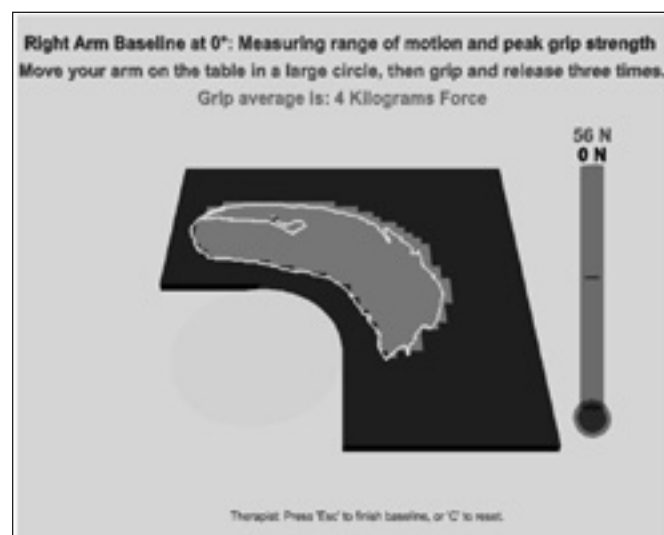 Right Arm Baseline at 0°: Measuring range of motion and peak grip strength
Move your arm on the table in a large circle, then grip and release three times.
Grip average is: 4 Kilograms Force
56 N
0 N
Therapist: Press 'Esc' to finish baseline, or 'C' to reset.